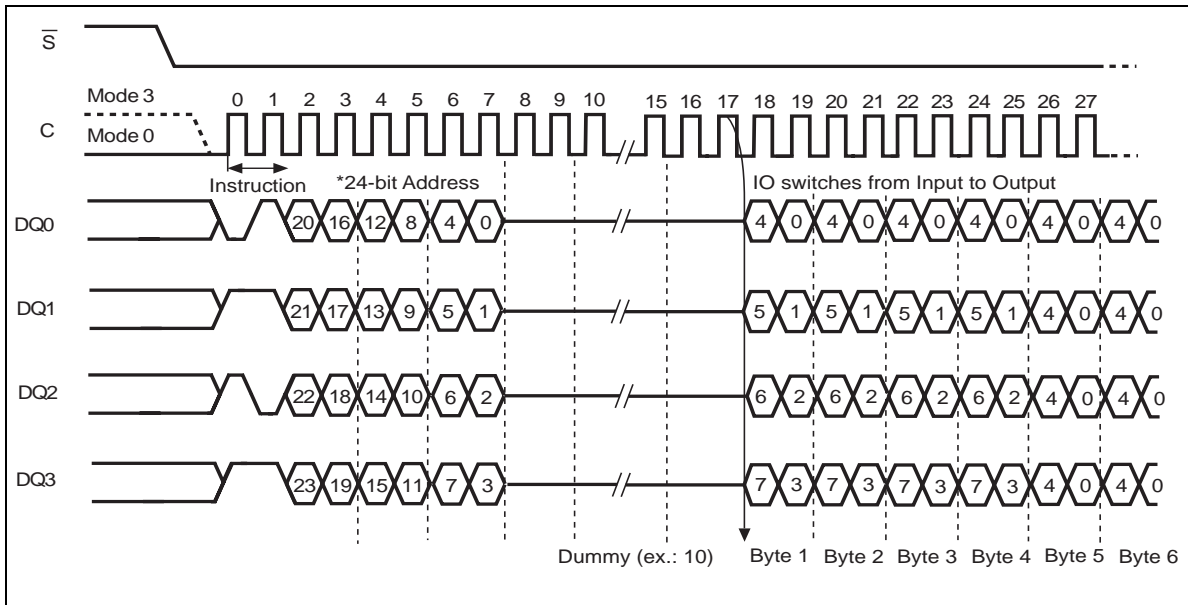 S
Mode 3
C
Mode 0
0 1 2 3 4 5 6 7 8 9 10 15 16 17 18 19 20 21 22 23 24 25 26 27
Instruction *24-bit Address IO switches from Input to Output
DQ0 20 16 12 8 4 0 4 0 4 0 4 0 4 0 4 0 4 0
DQ1 21 17 13 9 5 1 5 1 5 1 5 1 5 1 4 0 4 0
DQ2 22 18 14 10 6 2 6 2 6 2 6 2 6 2 4 0 4 0
DQ3 23 19 15 11 7 3 7 3 7 3 7 3 7 3 4 0 4 0
Dummy (ex.: 10) Byte 1 Byte 2 Byte 3 Byte 4 Byte 5 Byte 6